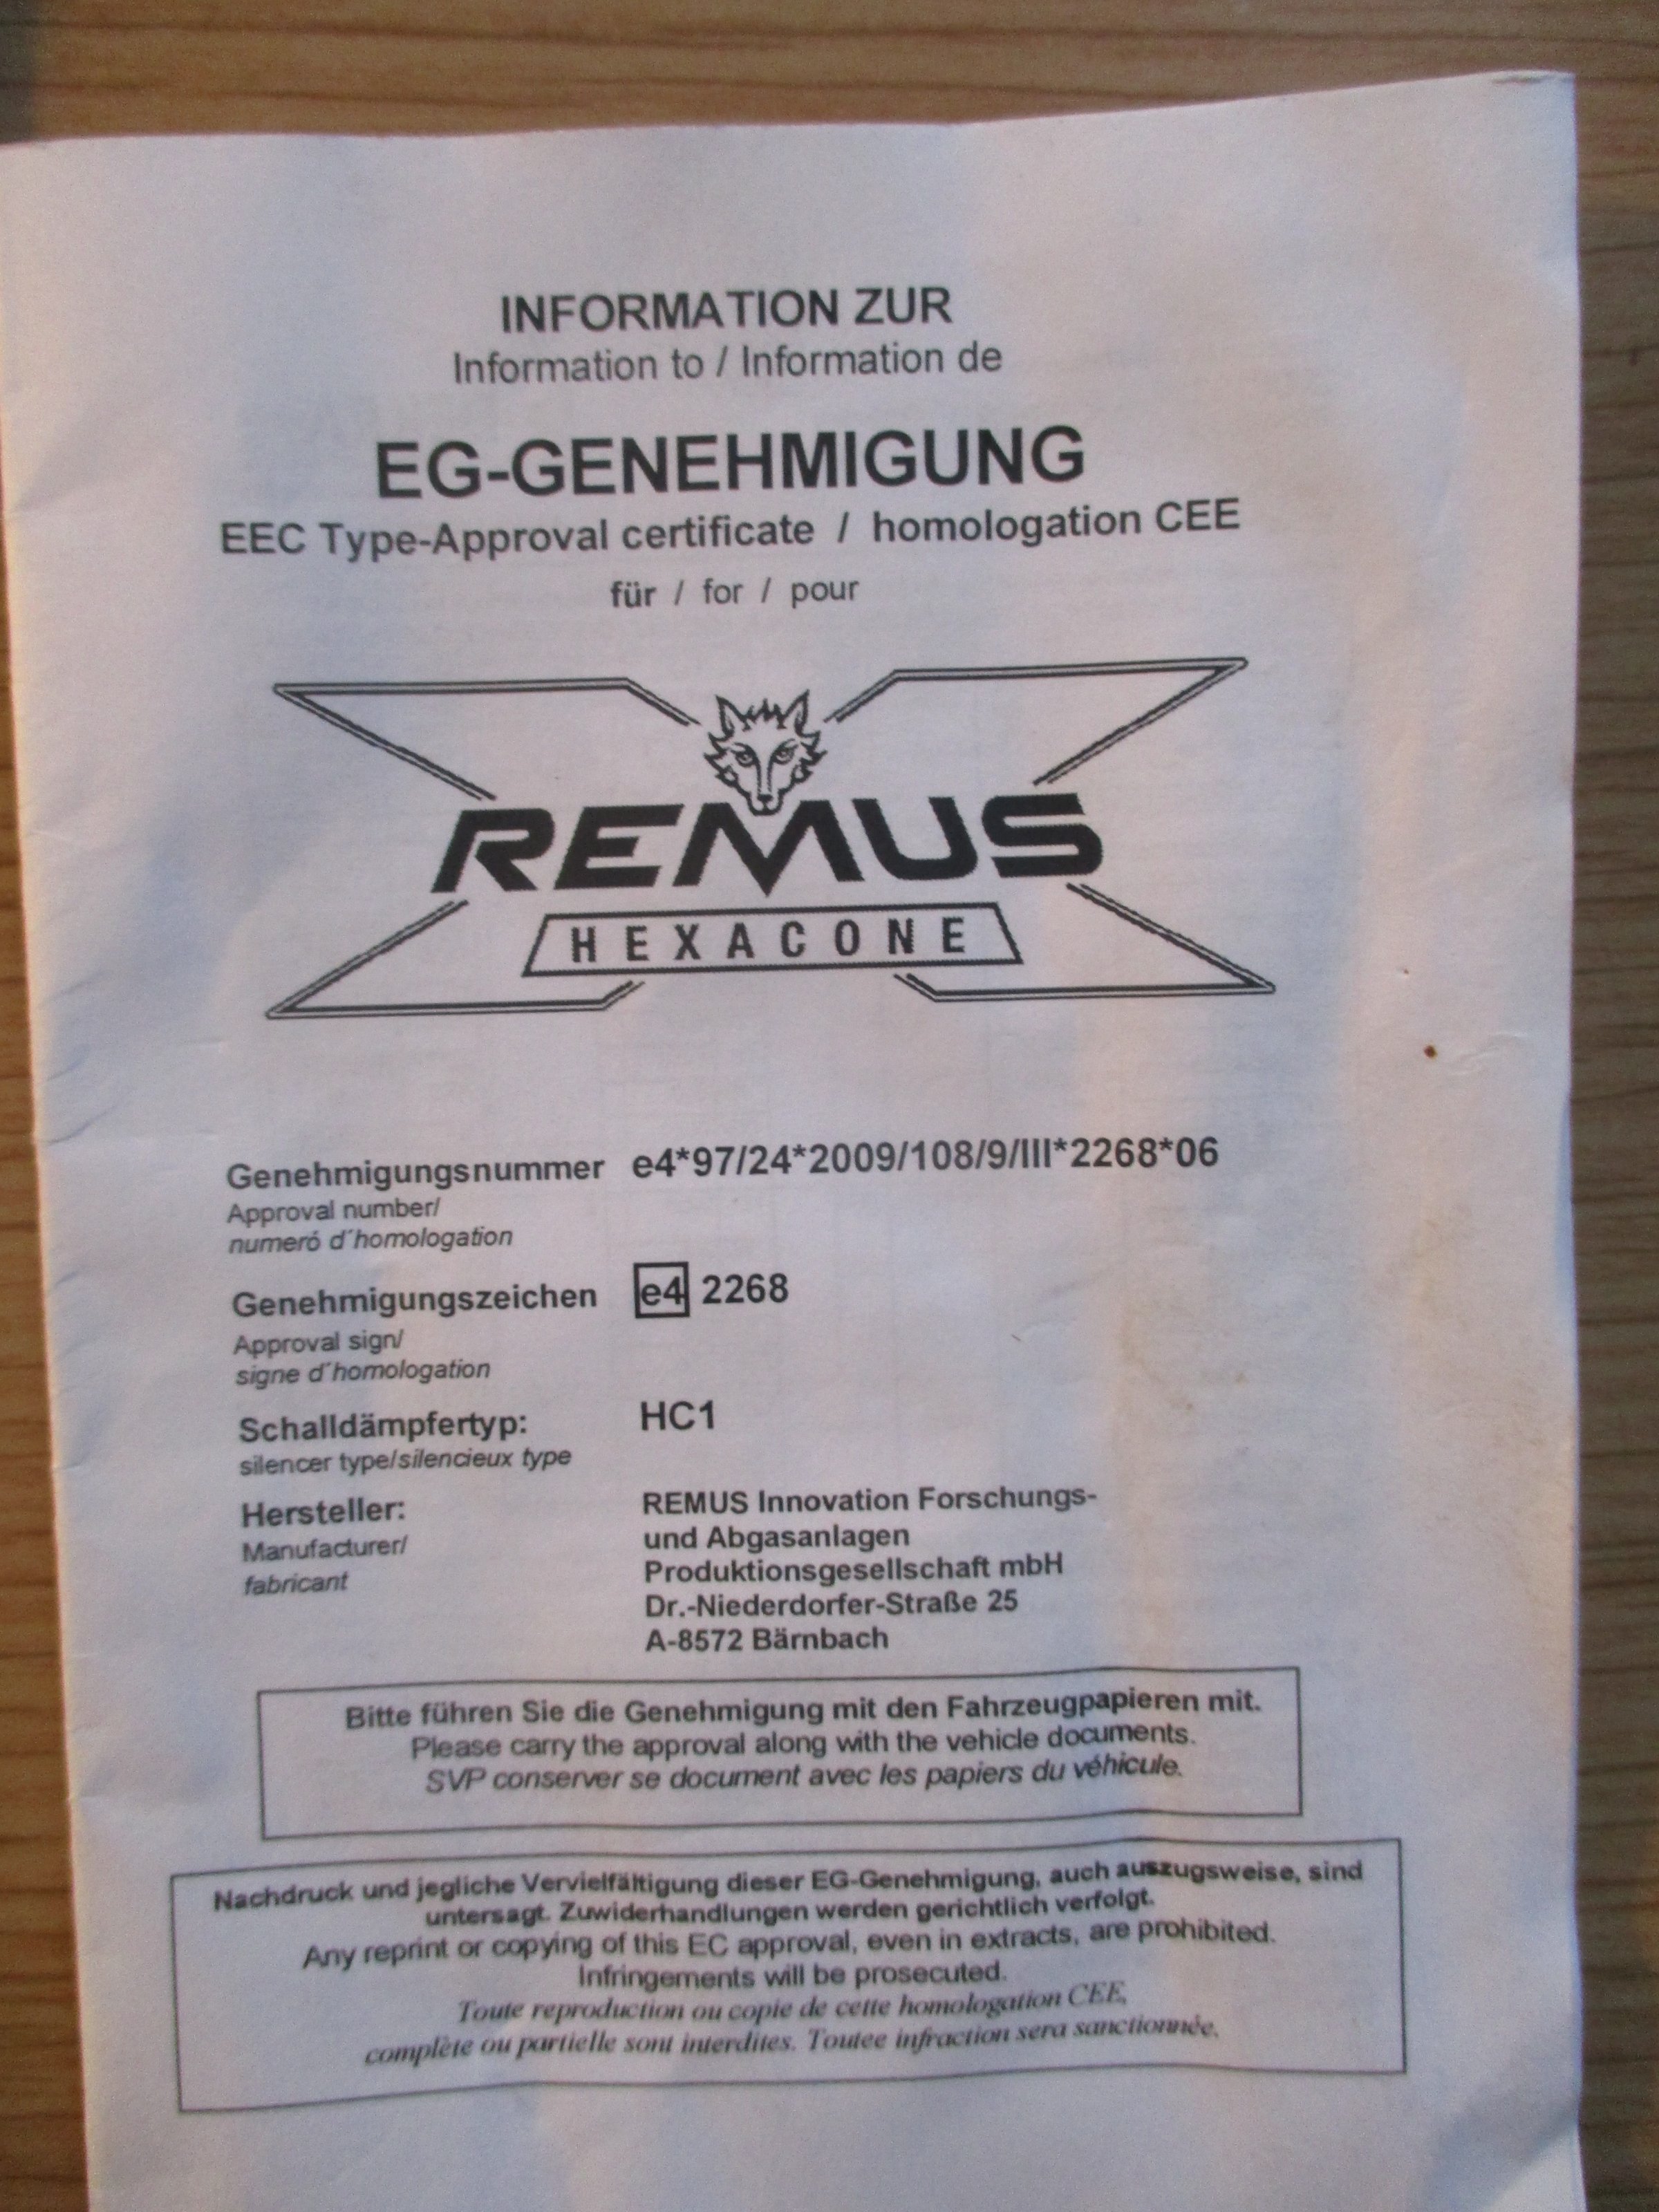 INFORMATION ZUR
Information to / Information de
EG-GENEHMIGUNG
EEC Type-Approval certificate / homologation CEE
für / for / pour
REMUS
HEXACONE
Genehmigungsnummer e4*97/24*2009/108/9/III*2268*06
Approval number/
numeró d´homologation
Genehmigungszeichen e4 2268
Approval sign/
signe d´homologation
Schalldämpfertyp: HC1
silencer type/silencieux type
Hersteller: REMUS Innovation Forschungs-
Manufacturer/ und Abgasanlagen
fabricant Produktionsgesellschaft mbH
Dr.-Niederdorfer-Straße 25
A-8572 Bärnbach
Bitte führen Sie die Genehmigung mit den Fahrzeugpapieren mit.
Please carry the approval along with the vehicle documents.
SVP conserver se document avec les papiers du véhicule.
Nachdruck und jegliche Vervielfältigung dieser EG-Genehmigung, auch auszugsweise, sind
untersagt. Zuwiderhandlungen werden gerichtlich verfolgt.
Any reprint or copying of this EC approval, even in extracts, are prohibited.
Infringements will be prosecuted.
Toute reproduction ou copie de cette homologation CEE,
complète ou partielle sont interdites. Toutee infraction sera sanctionnée.